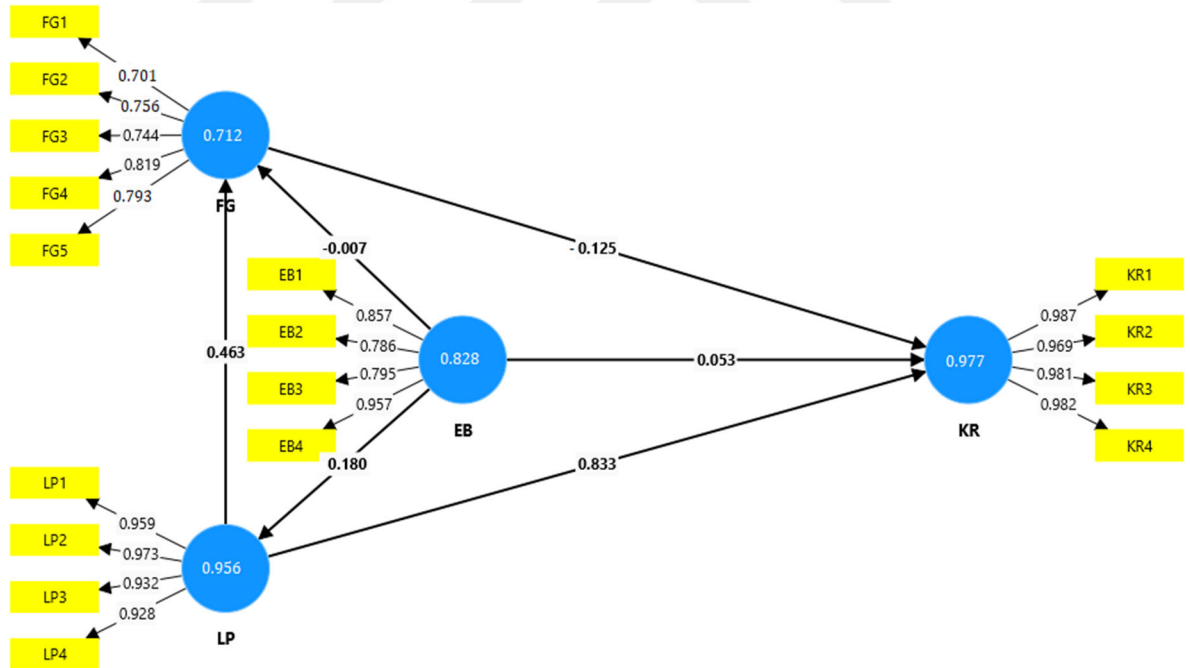 FG1
0.701
FG2
0.756
FG3
0.744
FG4
0.819
FG5
0.793
0.712
FG
-0.007
-0.125
EB1
0.857
EB2
0.786
EB3
0.795
EB4
0.957
0.828
EB
0.053
0.463
0.180
0.833
KR1
0.987
KR2
0.969
KR3
0.981
KR4
0.982
0.977
KR
LP1
0.959
LP2
0.973
LP3
0.932
LP4
0.928
0.956
LP